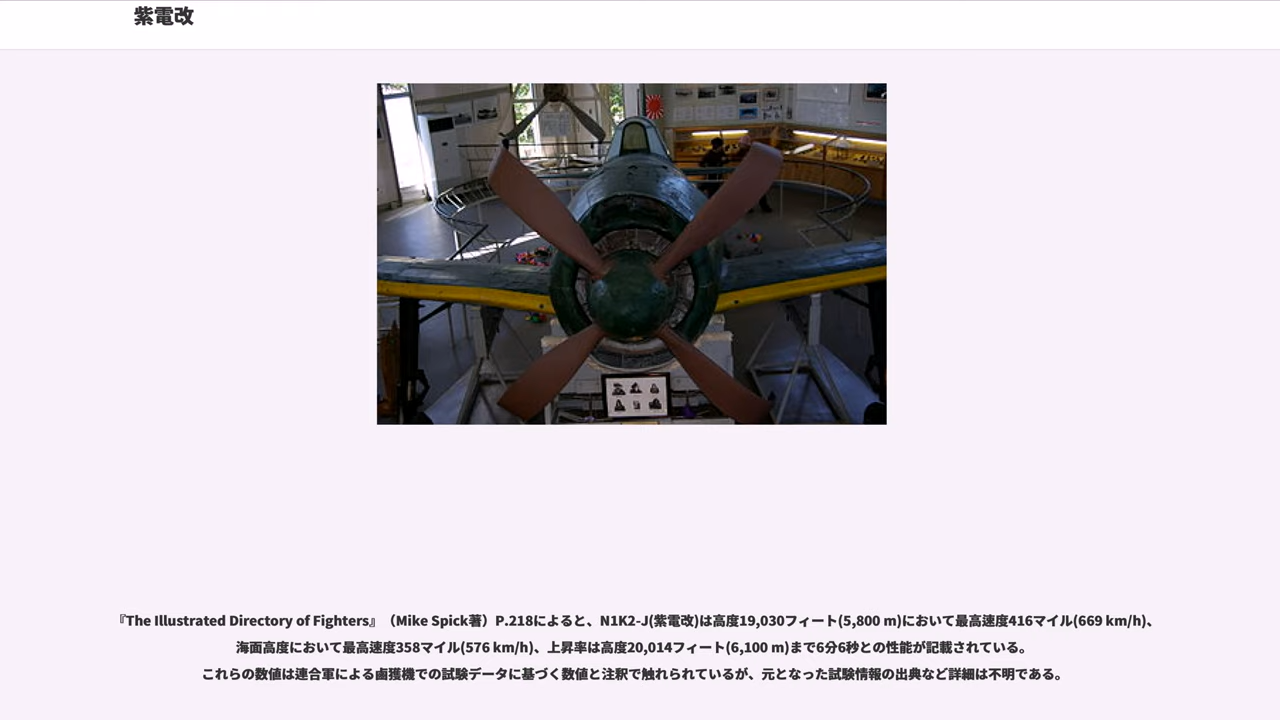 紫電改
『The Illustrated Directory of Fighters』（Mike Spick著）P.218によると、N1K2-J(紫電改)は高度19,030フィート(5,800 m)において最高速度416マイル(669 km/h)、
海面高度において最高速度358マイル(576 km/h)、上昇率は高度20,014フィート(6,100 m)まで6分6秒との性能が記載されている。
これらの数値は連合軍による鹵獲機での試験データに基づく数値と注釈で触れられているが、元となった試験情報の出典など詳細は不明である。